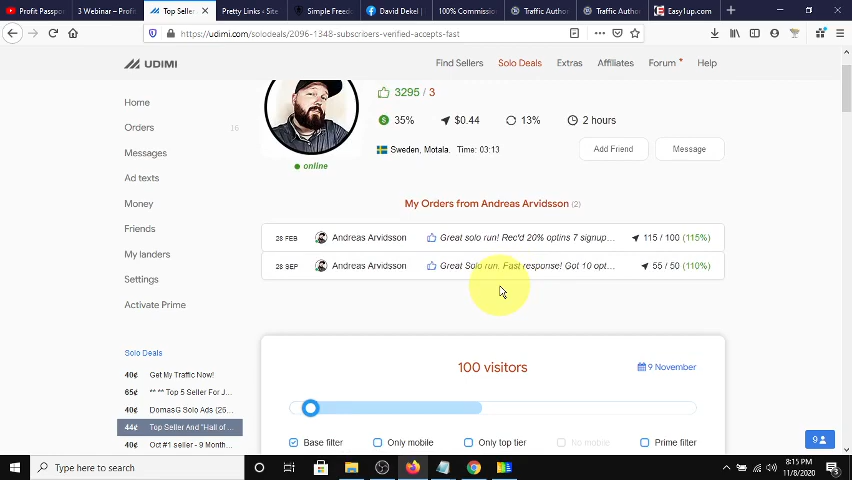 Profit Passpo
3 Webinar – Profi
Top Seller
Pretty Links ‹ Site
Simple Freed
David Dekel |
100% Commissio
Traffic Author
Traffic Author
Easy1up.com
https://udimi.com/solodeals/2096-1348-subscribers-verified-accepts-fast
UDIMI
Find Sellers
Solo Deals
Extras
Affiliates
Forum
Help
Home
Orders 16
Messages
Ad texts
Money
Friends
My landers
Settings
Activate Prime
3295 / 3
35%
$0.44
13%
2 hours
online
Sweden, Motala. Time: 03:13
Add Friend
Message
My Orders from Andreas Arvidsson (2)
28 FEB Andreas Arvidsson Great solo run! Rec'd 20% optins 7 signup... 115 / 100 (115%)
28 SEP Andreas Arvidsson Great Solo run, Fast response! Got 10 opt... 55 / 50 (110%)
Solo Deals
40¢ Get My Traffic Now!
65¢ ** ** Top 5 Seller For J...
40¢ DomasG Solo Ads (26...
44¢ Top Seller And "Hall of...
40¢ Oct #1 seller - 9 Month...
100 visitors
9 November
Base filter
Only mobile
Only top tier
No mobile
Prime filter
9
Type here to search
8:15 PM
11/8/2020
3